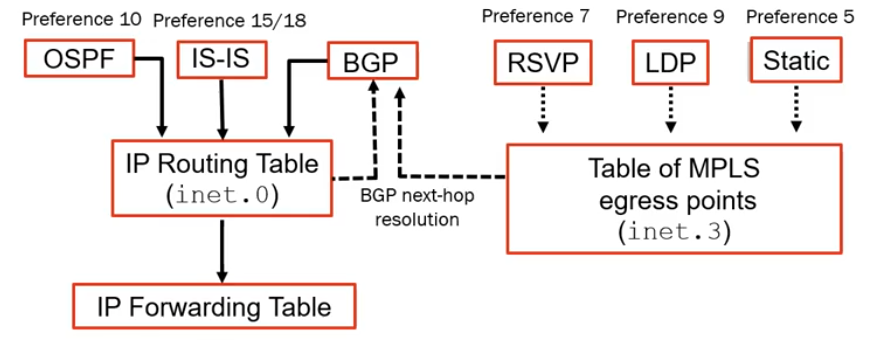 Preference 10 Preference 15/18 Preference 7 Preference 9 Preference 5
OSPF IS-IS BGP RSVP LDP Static
IP Routing Table
(inet.0)
BGP next-hop
resolution
Table of MPLS
egress points
(inet.3)
IP Forwarding Table